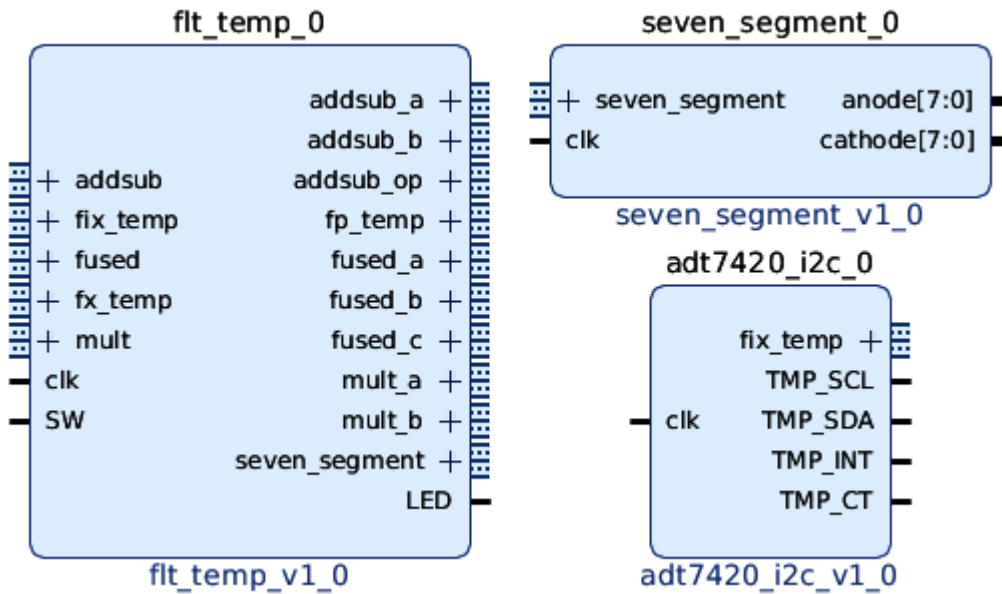 flt_temp_0
addsub_a
addsub_b
addsub
addsub_op
fix_temp
fp_temp
fused
fused_a
fx_temp
fused_b
mult
fused_c
clk
mult_a
SW
mult_b
seven_segment
LED
flt_temp_v1_0
seven_segment_0
seven_segment
anode[7:0]
clk
cathode[7:0]
seven_segment_v1_0
adt7420_i2c_0
fix_temp
TMP_SCL
clk
TMP_SDA
TMP_INT
TMP_CT
adt7420_i2c_v1_0